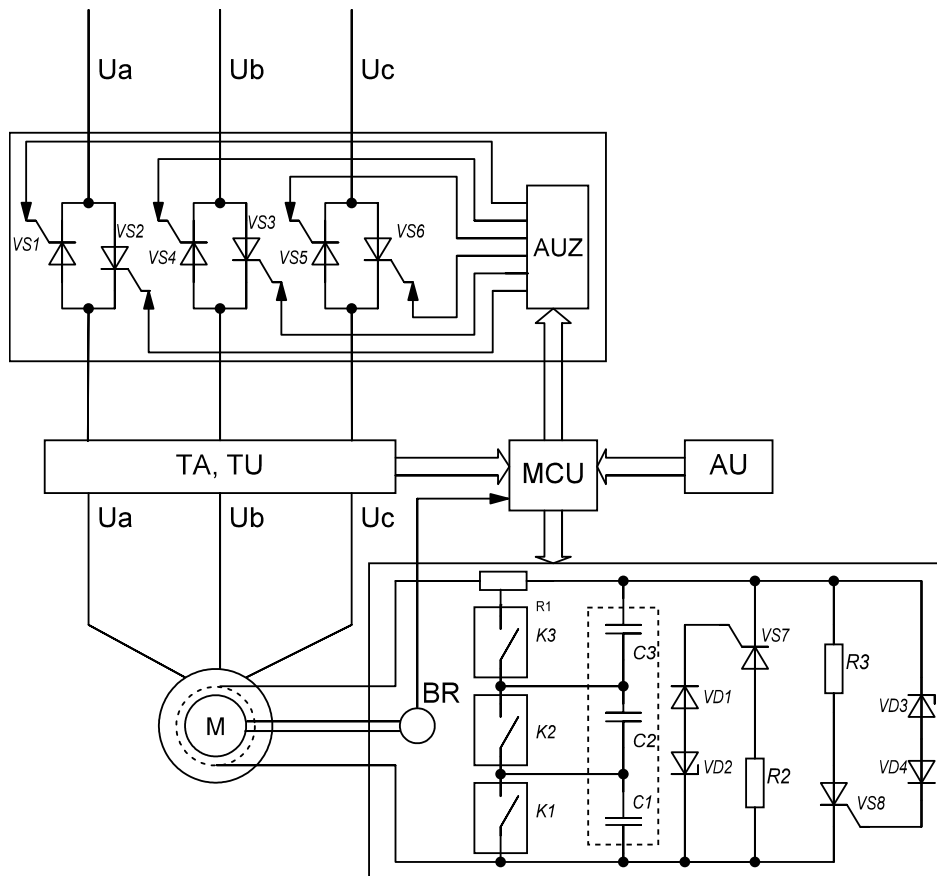 Ua Ub Uc
VS1 VS2 VS4 VS3 VS5 VS6
AUZ
TA, TU
MCU
AU
Ua Ub Uc
R1
K3
C3
VS7
R3
BR
M
VD1
VD3
K2
C2
VD2
R2
VD4
K1
C1
VS8